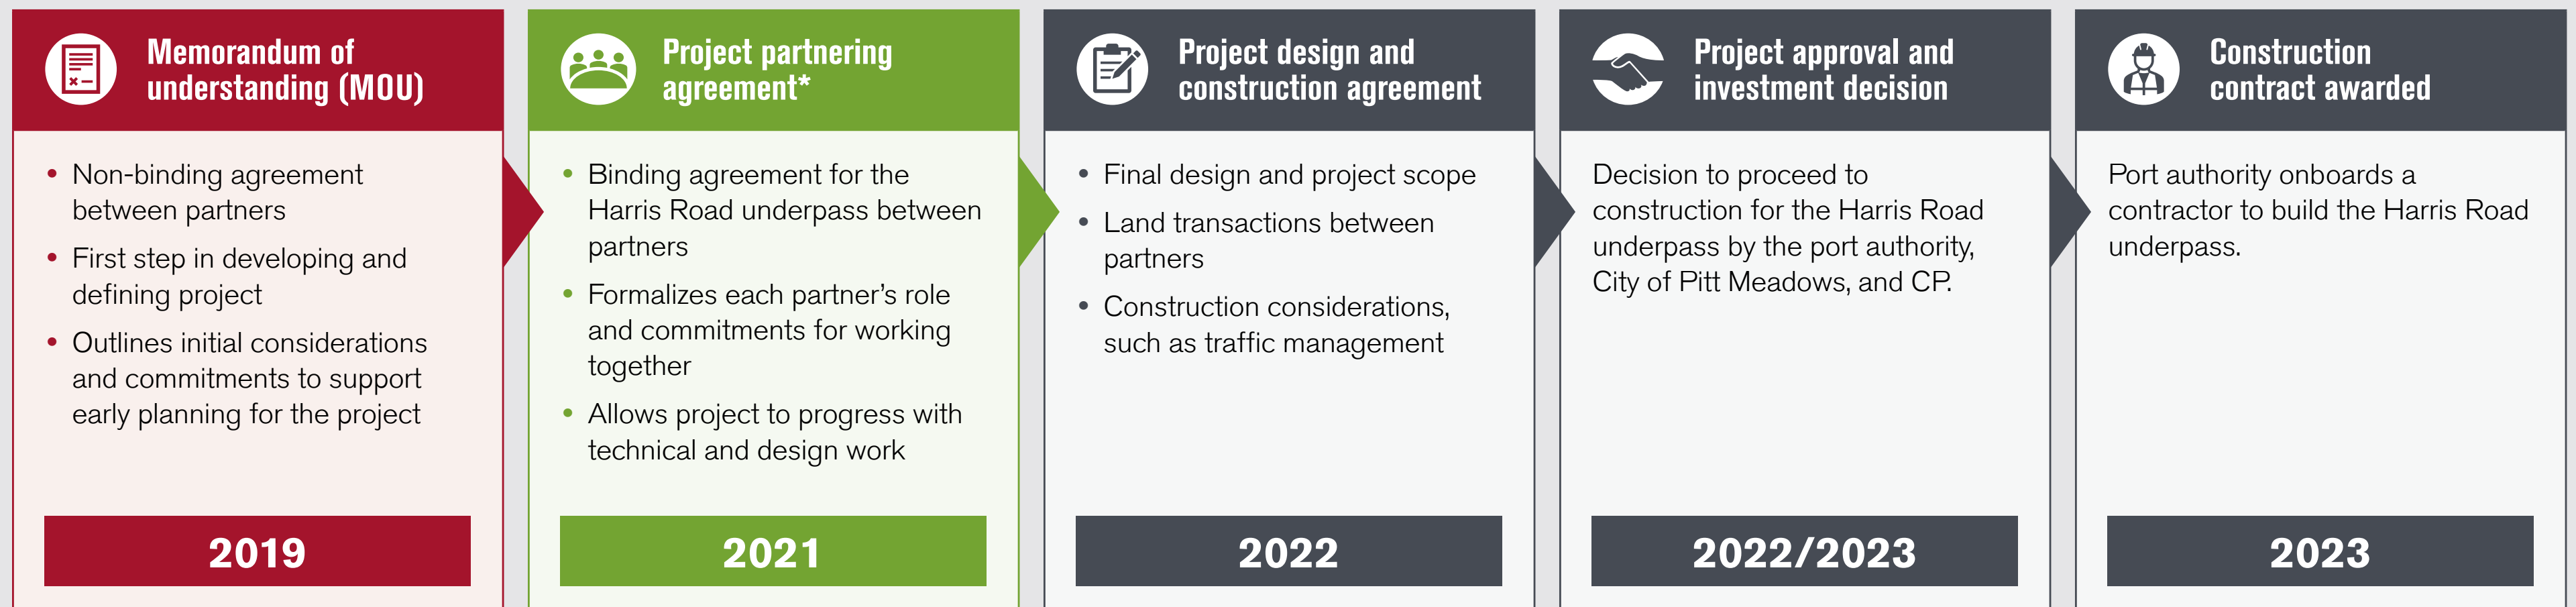 Memorandum of
understanding (MOU)
• Non-binding agreement
between partners
• First step in developing and
defining project
• Outlines initial considerations
and commitments to support
early planning for the project
2019
Project partnering
agreement*
• Binding agreement for the
Harris Road underpass between
partners
• Formalizes each partner’s role
and commitments for working
together
• Allows project to progress with
technical and design work
2021
Project design and
construction agreement
• Final design and project scope
• Land transactions between
partners
• Construction considerations,
such as traffic management
2022
Project approval and
investment decision
Decision to proceed to
construction for the Harris Road
underpass by the port authority,
City of Pitt Meadows, and CP.
2022/2023
Construction
contract awarded
Port authority onboards a
contractor to build the Harris Road
underpass.
2023